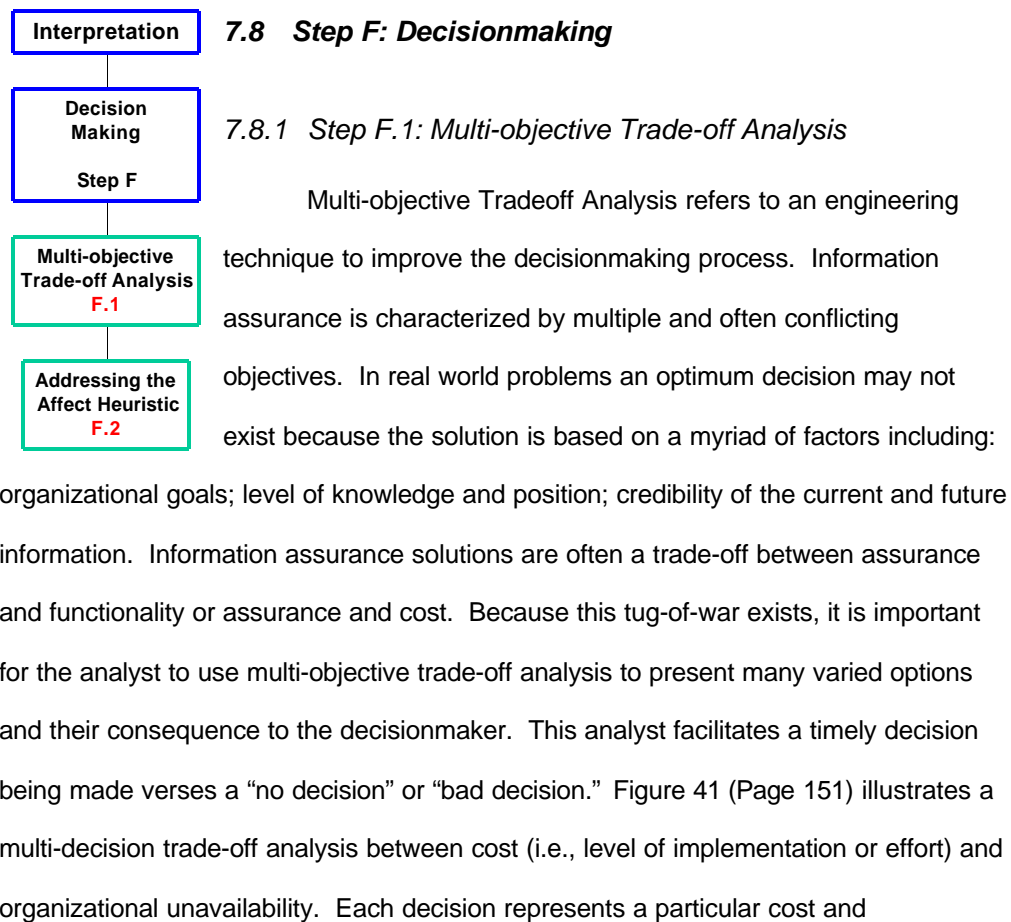 Interpretation
Decision
Making
Step F
Multi-objective
Trade-off Analysis
F.1
Addressing the
Affect Heuristic
F.2
7.8 Step F: Decisionmaking
7.8.1 Step F.1: Multi-objective Trade-off Analysis
Multi-objective Tradeoff Analysis refers to an engineering
technique to improve the decisionmaking process. Information
assurance is characterized by multiple and often conflicting
objectives. In real world problems an optimum decision may not
exist because the solution is based on a myriad of factors including:
organizational goals; level of knowledge and position; credibility of the current and future
information. Information assurance solutions are often a trade-off between assurance
and functionality or assurance and cost. Because this tug-of-war exists, it is important
for the analyst to use multi-objective trade-off analysis to present many varied options
and their consequence to the decisionmaker. This analyst facilitates a timely decision
being made verses a “no decision” or “bad decision.” Figure 41 (Page 151) illustrates a
multi-decision trade-off analysis between cost (i.e., level of implementation or effort) and
organizational unavailability. Each decision represents a particular cost and